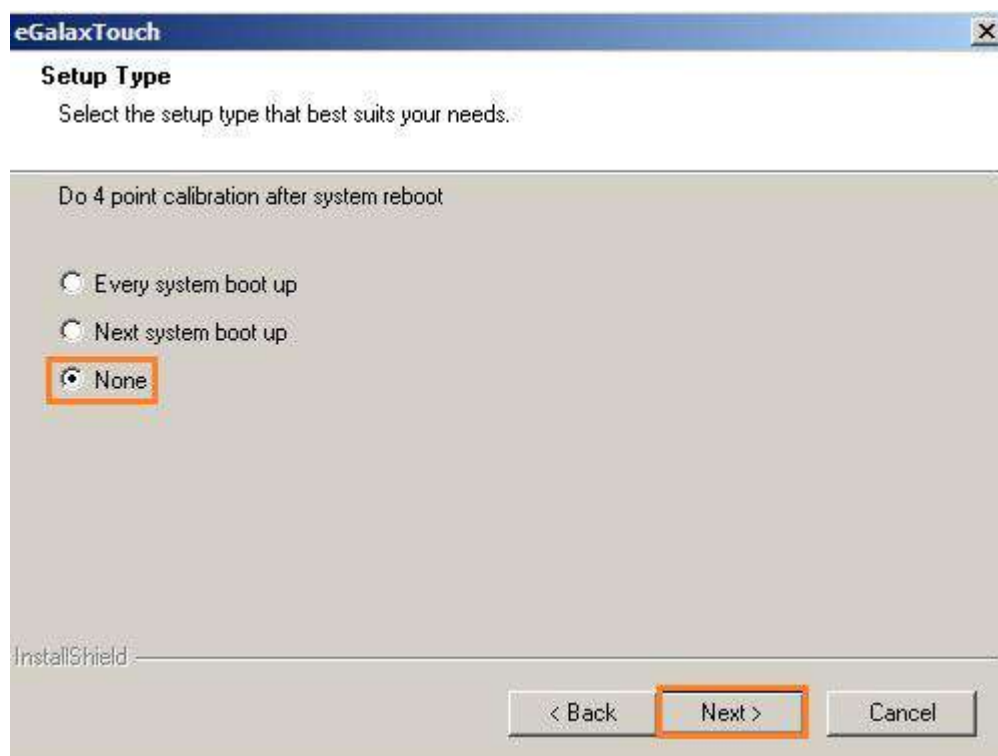 eGalaxTouch
Setup Type
Select the setup type that best suits your needs.
Do 4 point calibration after system reboot
Every system boot up
Next system boot up
None
InstallShield
< Back Next > Cancel